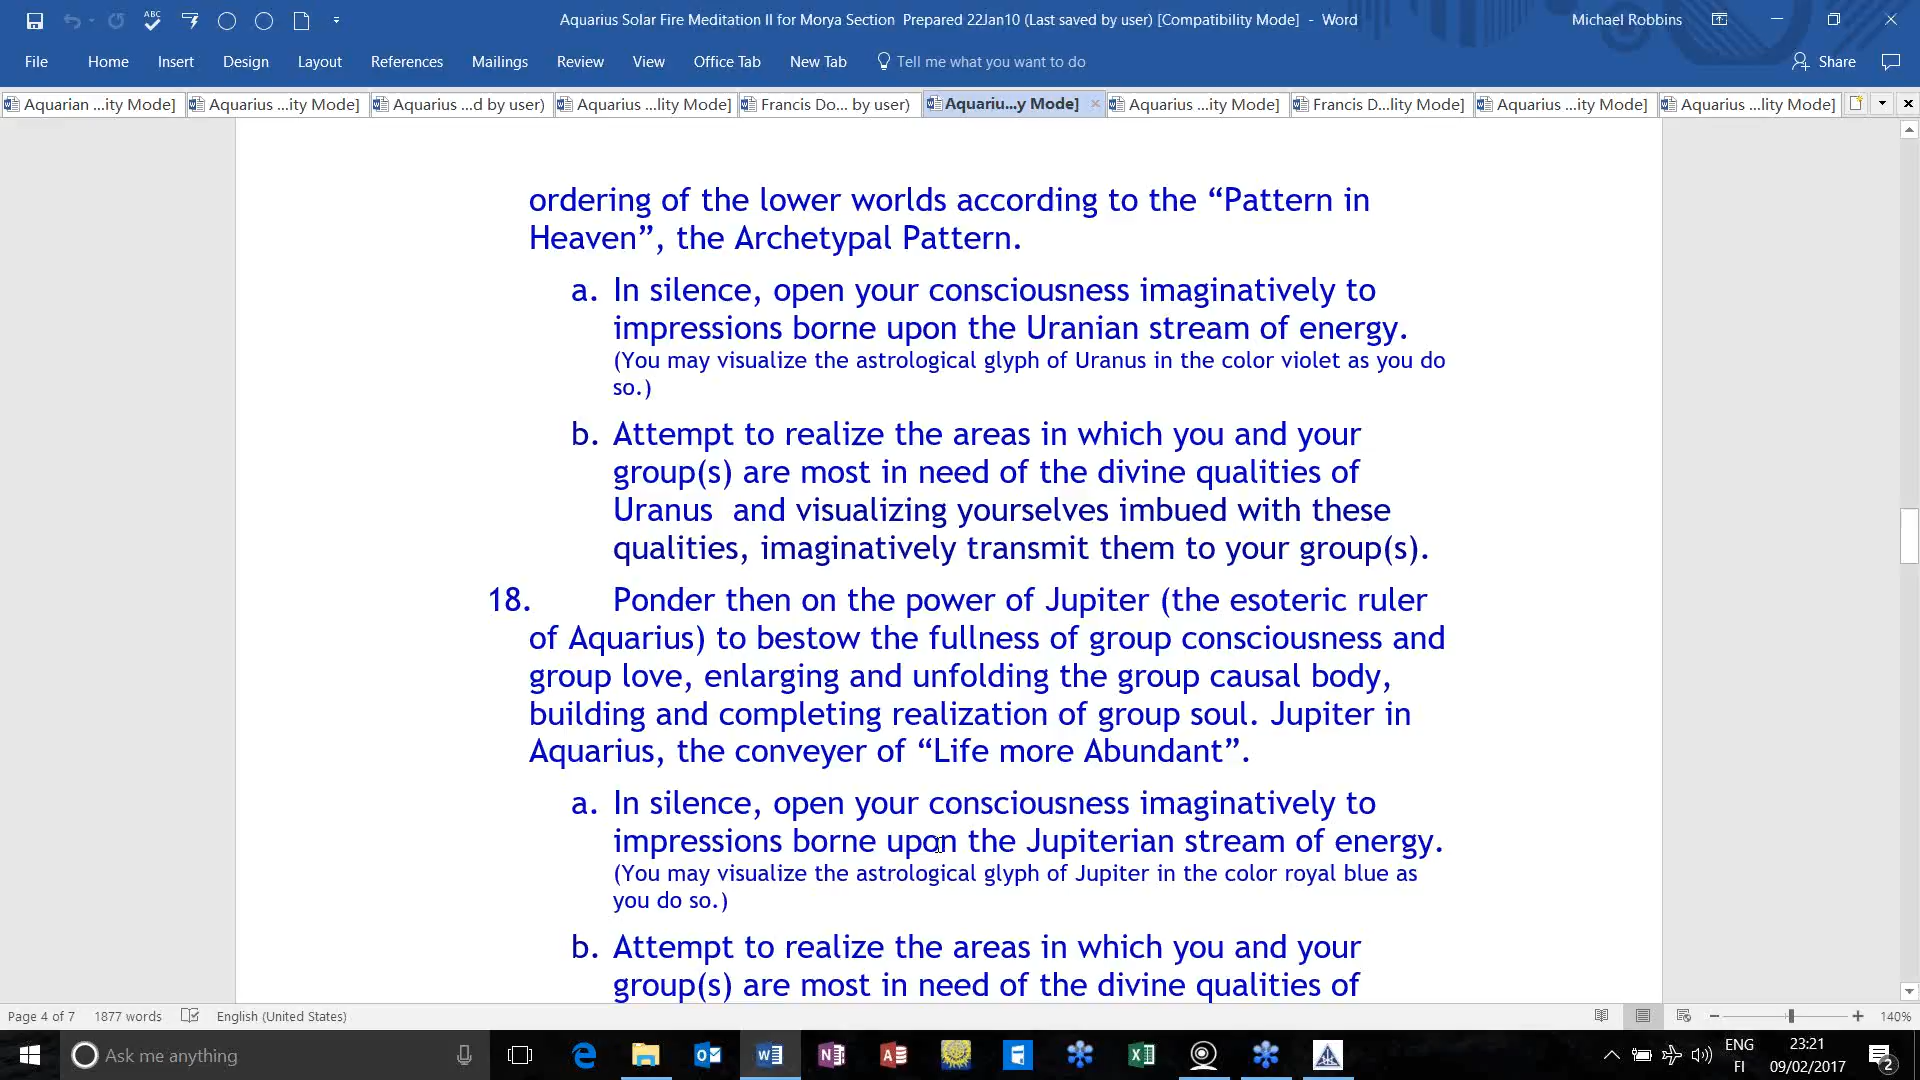 Aquarius Solar Fire Meditation II for Morya Section  Prepared 22Jan10 (Last saved by user) [Compatibility Mode]  -  Word
Michael Robbins
File
Home
Insert
Design
Layout
References
Mailings
Review
View
Office Tab
New Tab
Tell me what you want to do
Share
Aquarian ...ity Mode]
Aquarius ...ity Mode]
Aquarius ...d by user)
Aquarius ...lity Mode]
Francis Do... by user)
Aquariu...y Mode]
Aquarius ...ity Mode]
Francis D...lity Mode]
Aquarius ...ity Mode]
Aquarius ...lity Mode]
ordering of the lower worlds according to the “Pattern in
Heaven”, the Archetypal Pattern.
a. In silence, open your consciousness imaginatively to
impressions borne upon the Uranian stream of energy.
(You may visualize the astrological glyph of Uranus in the color violet as you do
so.)
b. Attempt to realize the areas in which you and your
group(s) are most in need of the divine qualities of
Uranus  and visualizing yourselves imbued with these
qualities, imaginatively transmit them to your group(s).
18. Ponder then on the power of Jupiter (the esoteric ruler
of Aquarius) to bestow the fullness of group consciousness and
group love, enlarging and unfolding the group causal body,
building and completing realization of group soul. Jupiter in
Aquarius, the conveyer of “Life more Abundant”.
a. In silence, open your consciousness imaginatively to
impressions borne upon the Jupiterian stream of energy.
(You may visualize the astrological glyph of Jupiter in the color royal blue as
you do so.)
b. Attempt to realize the areas in which you and your
group(s) are most in need of the divine qualities of
Page 4 of 7
1877 words
English (United States)
140%
Ask me anything
ENG
FI
23:21
09/02/2017
2